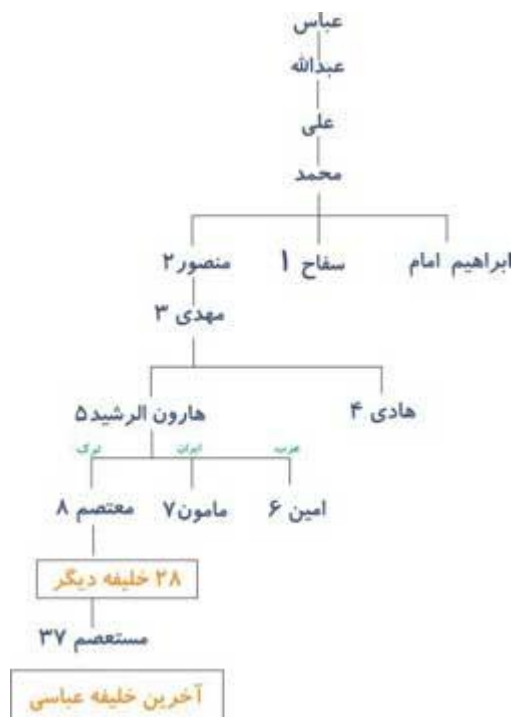 عباس
عبدالله
علی
محمد
ابراهیم امام سفاح ۱ منصور۲
مهدی ۳
هادی ۴ هارون الرشید۵
عرب ایران ترک
امین ۶ مامون۷ معتصم ۸
۲۸ خلیفه دیگر
مستعصم ۳۷
آخرین خلیفه عباسی